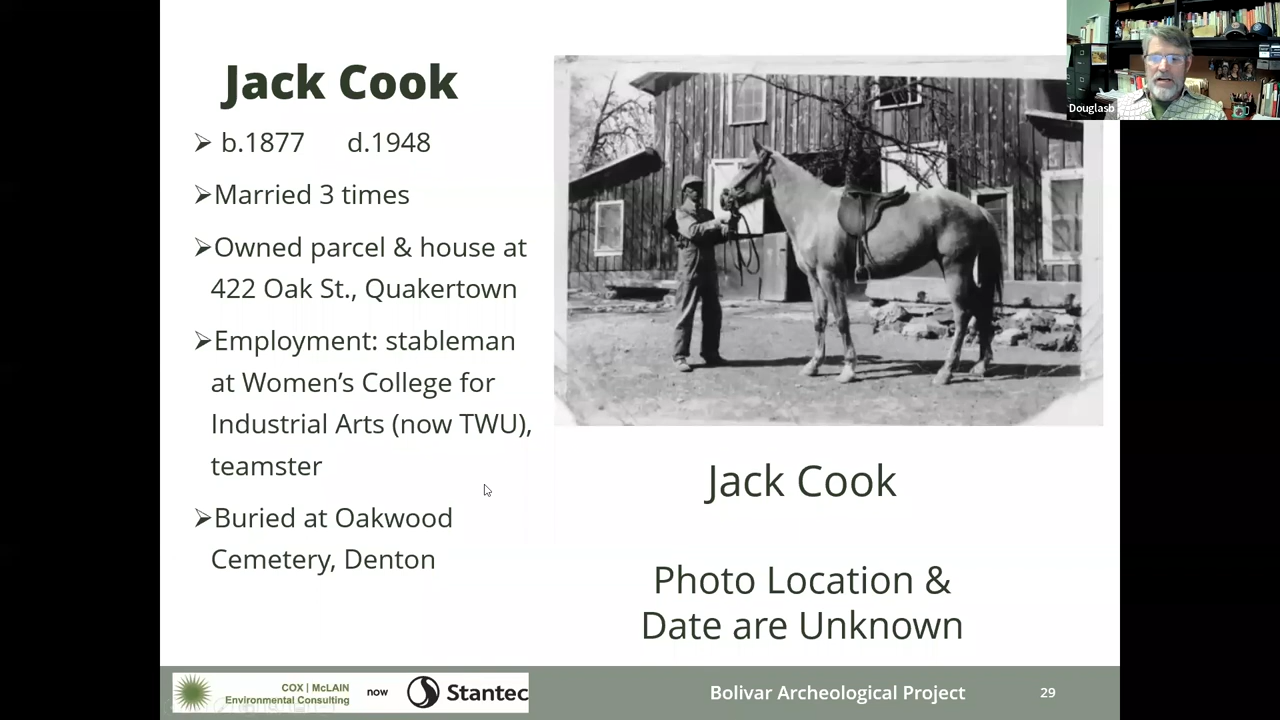 Jack Cook
➢ b.1877 d.1948
➢Married 3 times
➢Owned parcel & house at
422 Oak St., Quakertown
➢Employment: stableman
at Women's College for
Industrial Arts (now TWU),
teamster
➢Buried at Oakwood
Cemetery, Denton
Douglasb
Jack Cook
Photo Location &
Date are Unknown
COX | McLAIN
Environmental Consulting
now
Stantec
Bolivar Archeological Project
29